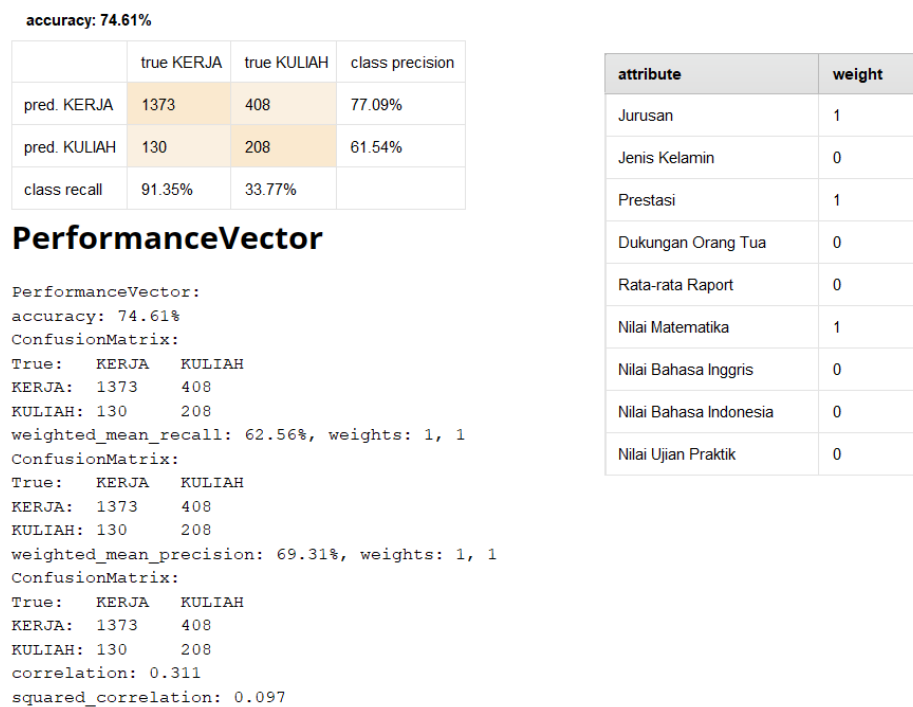 accuracy: 74.61%
true KERJA true KULIAH class precision
pred. KERJA 1373 408 77.09%
pred. KULIAH 130 208 61.54%
class recall 91.35% 33.77%
PerformanceVector
PerformanceVector:
accuracy: 74.61%
ConfusionMatrix:
True: KERJA KULIAH
KERJA: 1373 408
KULIAH: 130 208
weighted_mean_recall: 62.56%, weights: 1, 1
ConfusionMatrix:
True: KERJA KULIAH
KERJA: 1373 408
KULIAH: 130 208
weighted_mean_precision: 69.31%, weights: 1, 1
ConfusionMatrix:
True: KERJA KULIAH
KERJA: 1373 408
KULIAH: 130 208
correlation: 0.311
squared_correlation: 0.097
attribute weight
Jurusan 1
Jenis Kelamin 0
Prestasi 1
Dukungan Orang Tua 0
Rata-rata Raport 0
Nilai Matematika 1
Nilai Bahasa Inggris 0
Nilai Bahasa Indonesia 0
Nilai Ujian Praktik 0